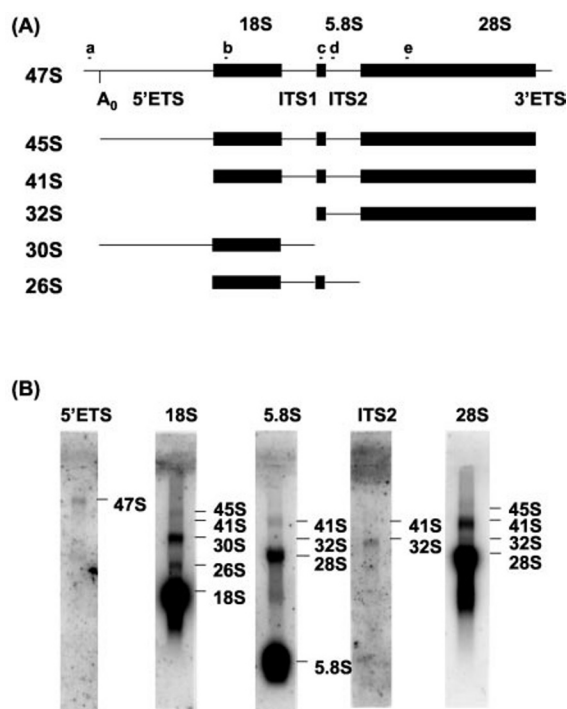 (A)
18S 5.8S 28S
a b c d e
47S
A0 5’ETS ITS1 ITS2 3’ETS
45S
41S
32S
30S
26S
(B)
5’ETS 18S 5.8S ITS2 28S
47S
45S
41S
30S
26S
18S
41S
32S
28S
5.8S
41S
32S
45S
41S
32S
28S